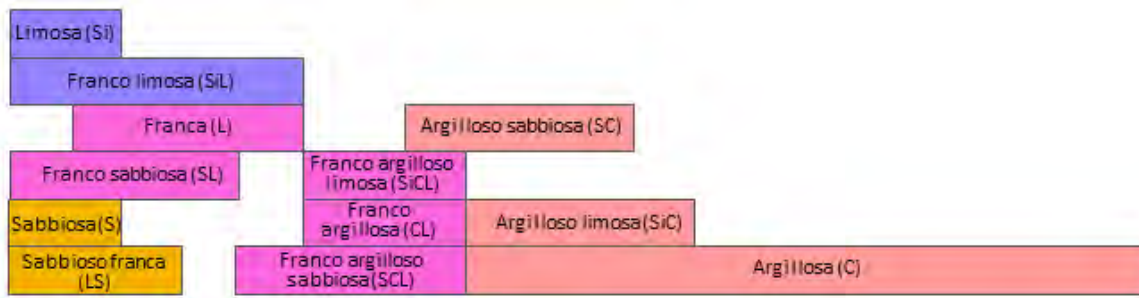 Limosa (Si)
Franco limosa (SiL)
Franca (L)
Argilloso sabbiosa (SC)
Franco sabbiosa (SL)
Franco argilloso
limosa (SiCL)
Sabbiosa(S)
Franco
argillosa (CL)
Argilloso limosa(SiC)
Sabbioso franca
(LS)
Franco argilloso
sabbiosa(SCL)
Argillosa (C)